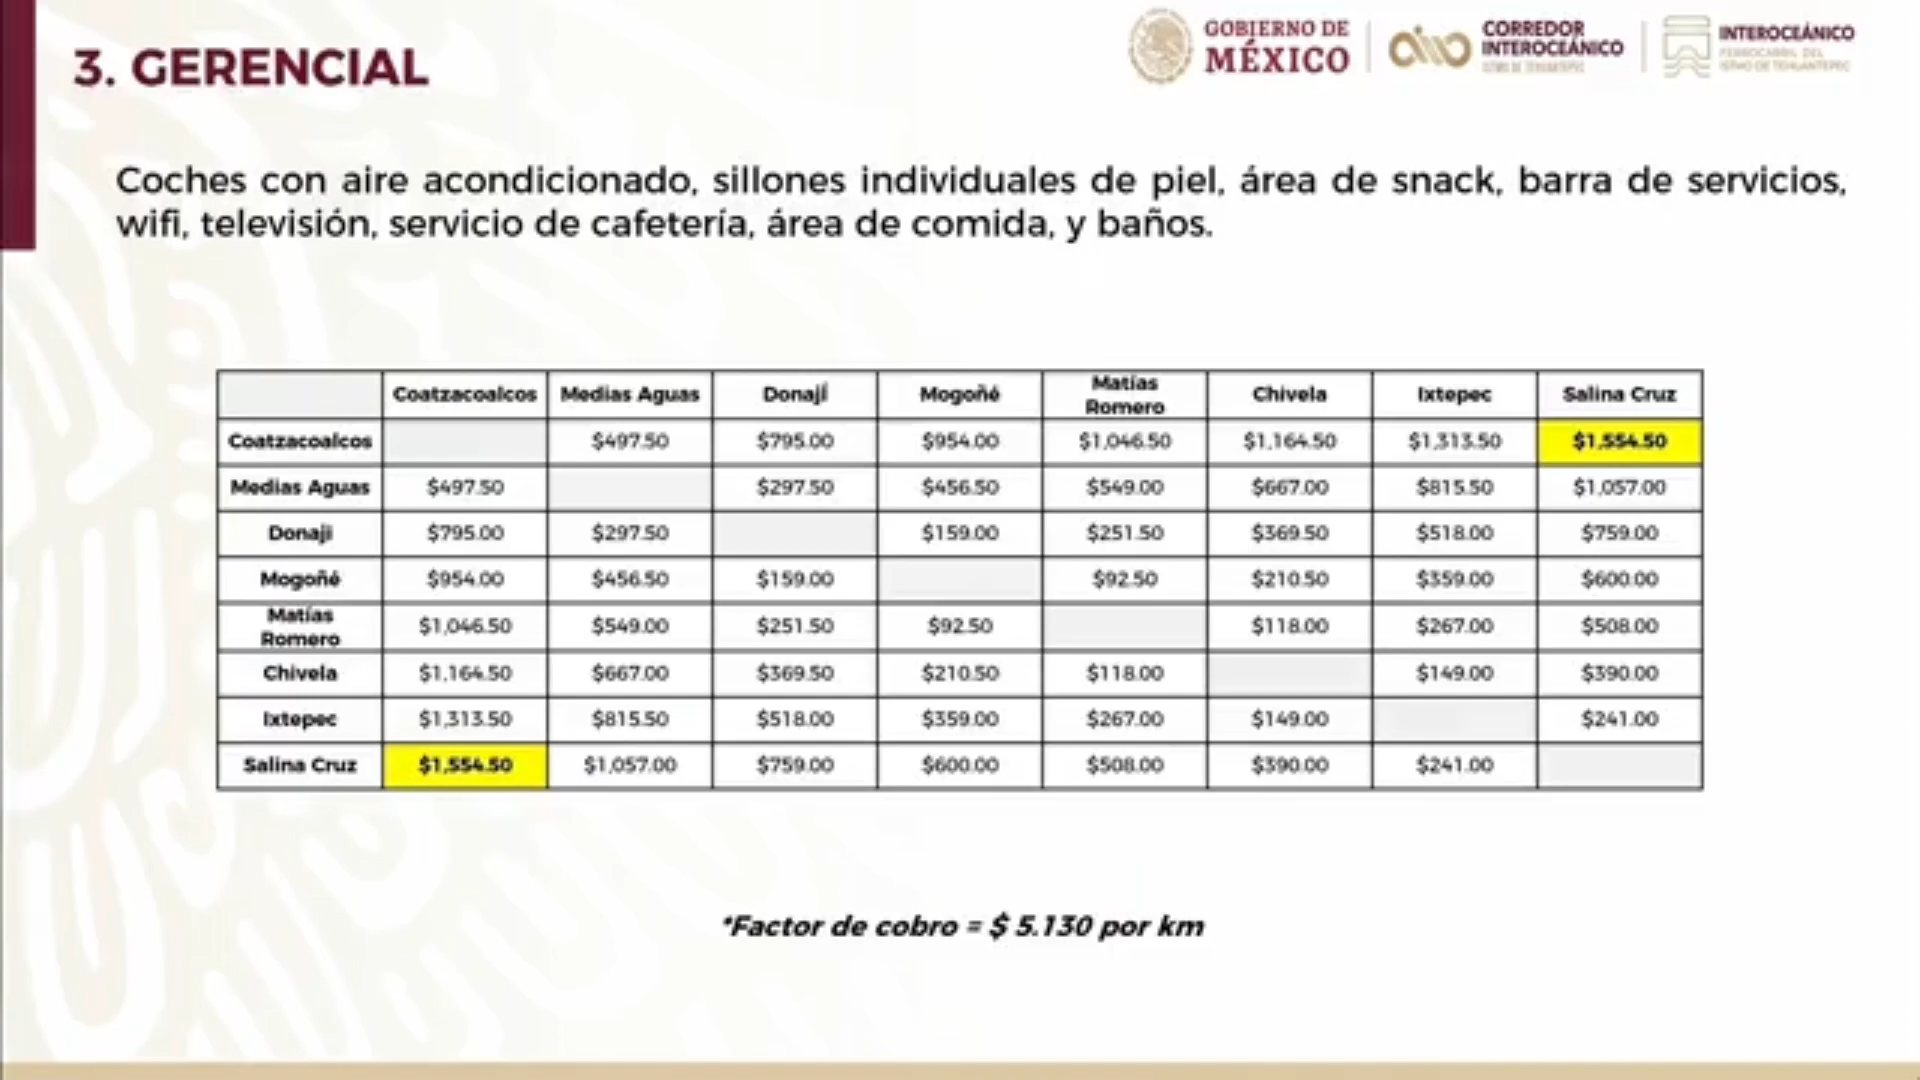 3. GERENCIAL
GOBIERNO DE
MÉXICO
CORREDOR
INTEROCEÁNICO
ISTMO DE TEHUANTEPEC
INTEROCEÁNICO
FERROCARRIL DEL
ISTMO DE TEHUANTEPEC
Coches con aire acondicionado, sillones individuales de piel, área de snack, barra de servicios,
wifi, televisión, servicio de cafetería, área de comida, y baños.
Coatzacoalcos Medias Aguas Donají Mogoñé Matías Romero Chivela Ixtepec Salina Cruz
Coatzacoalcos $497.50 $795.00 $954.00 $1,046.50 $1,164.50 $1,313.50 $1,554.50
Medias Aguas $497.50 $297.50 $456.50 $549.00 $667.00 $815.50 $1,057.00
Donaji $795.00 $297.50 $159.00 $251.50 $369.50 $518.00 $759.00
Mogoñé $954.00 $456.50 $159.00 $92.50 $210.50 $359.00 $600.00
Matías Romero $1,046.50 $549.00 $251.50 $92.50 $118.00 $267.00 $508.00
Chivela $1,164.50 $667.00 $369.50 $210.50 $118.00 $149.00 $390.00
Ixtepec $1,313.50 $815.50 $518.00 $359.00 $267.00 $149.00 $241.00
Salina Cruz $1,554.50 $1,057.00 $759.00 $600.00 $508.00 $390.00 $241.00
*Factor de cobro = $ 5.130 por km